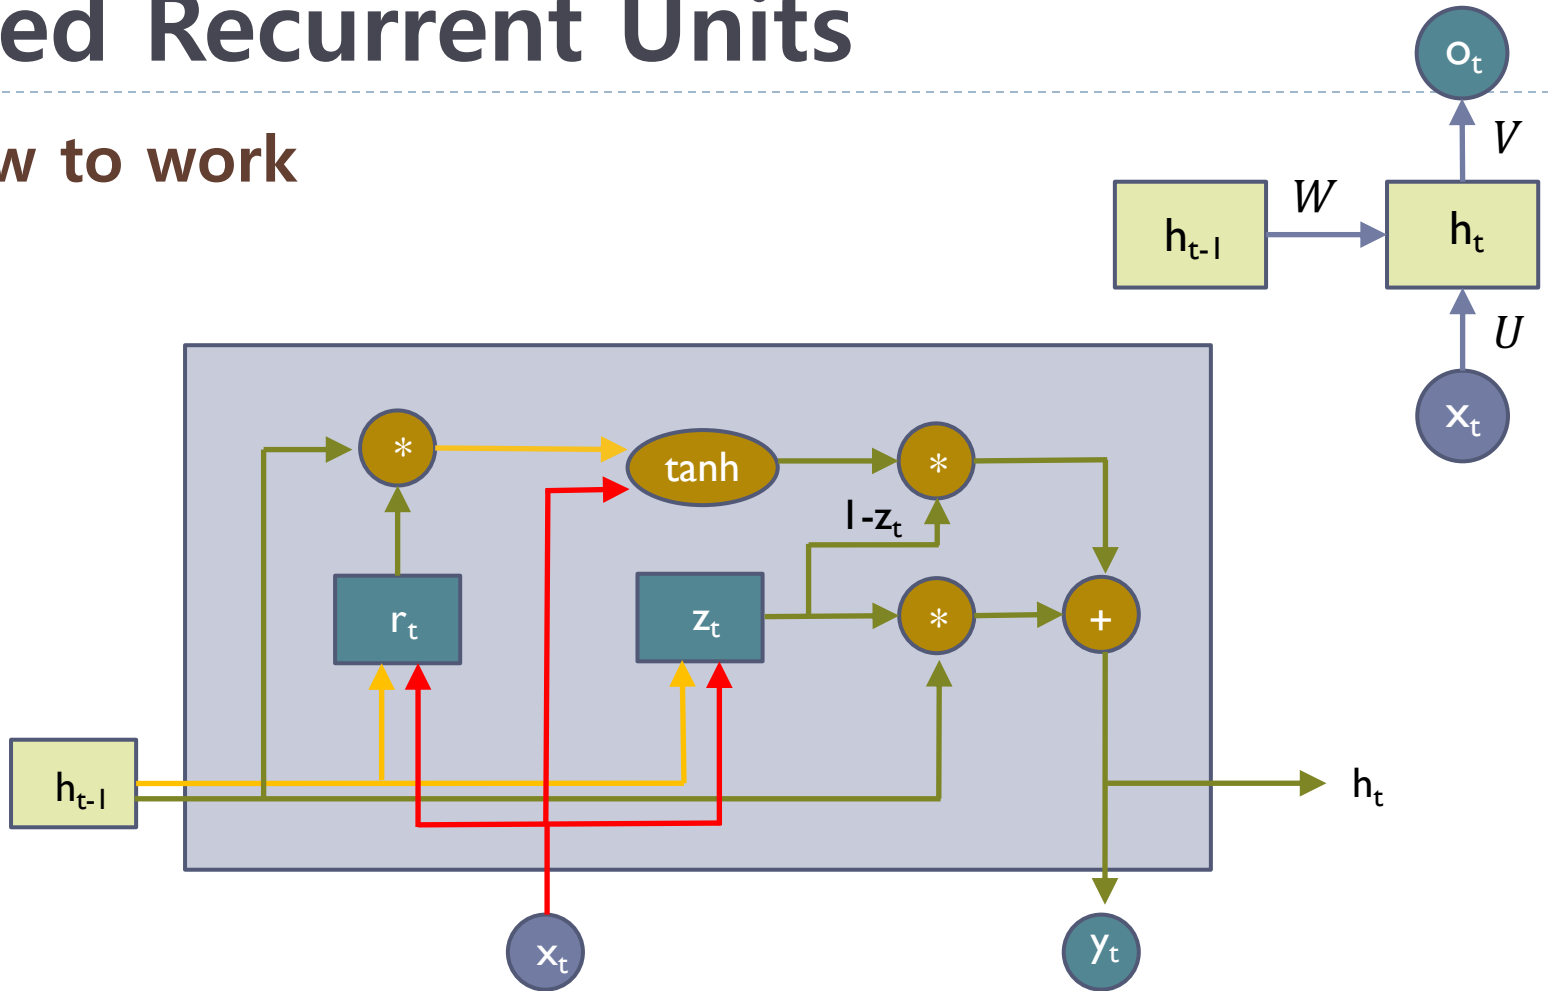 ed Recurrent Units
w to work
oₜ
V
W
hₜ₋₁
hₜ
U
xₜ
*
tanh
*
1-zₜ
rₜ
zₜ
*
+
hₜ₋₁
hₜ
xₜ
yₜ